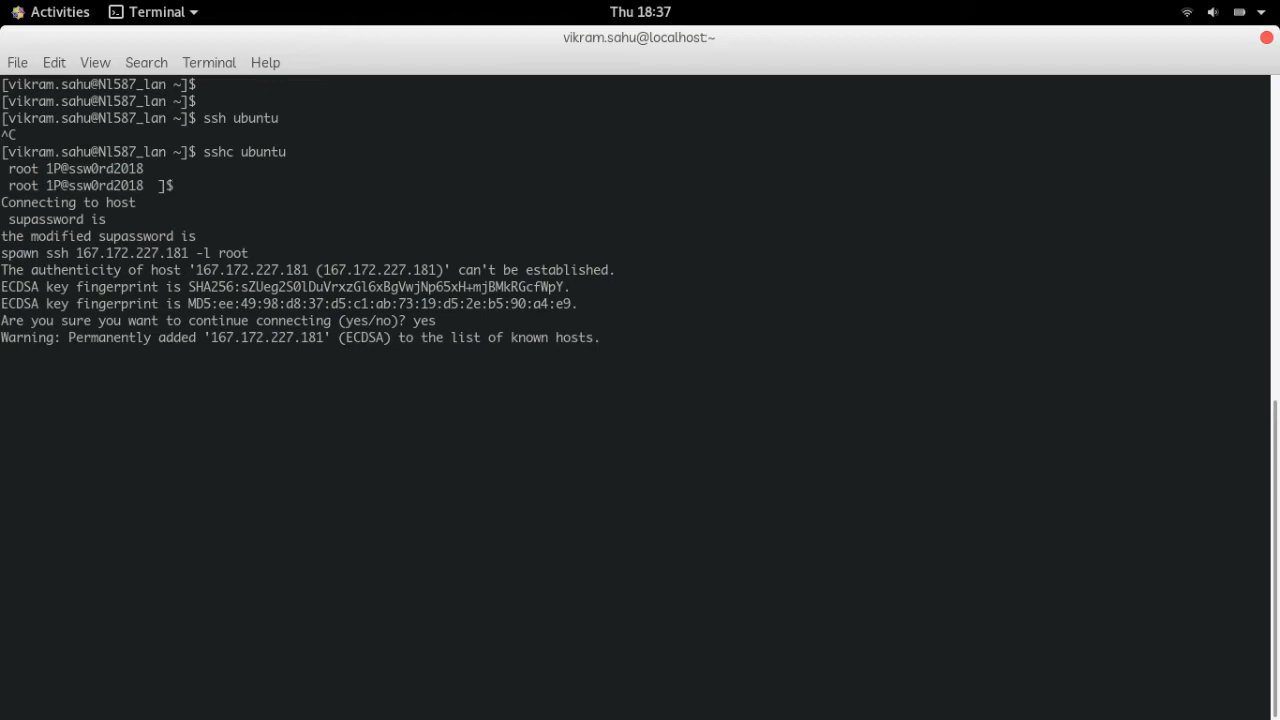 Activities Terminal Thu 18:37
vikram.sahu@localhost:~
File Edit View Search Terminal Help
[vikram.sahu@Nl587_lan ~]$
[vikram.sahu@Nl587_lan ~]$
[vikram.sahu@Nl587_lan ~]$ ssh ubuntu
^C
[vikram.sahu@Nl587_lan ~]$ sshc ubuntu
root 1P@ssw0rd2018
root 1P@ssw0rd2018 ]$
Connecting to host
supassword is
the modified supassword is
spawn ssh 167.172.227.181 -l root
The authenticity of host '167.172.227.181 (167.172.227.181)' can't be established.
ECDSA key fingerprint is SHA256:sZUeg2S0lDuVrxzGl6xBgVwjNp65xH+mjBMkRGcfWpY.
ECDSA key fingerprint is MD5:ee:49:98:d8:37:d5:c1:ab:73:19:d5:2e:b5:90:a4:e9.
Are you sure you want to continue connecting (yes/no)? yes
Warning: Permanently added '167.172.227.181' (ECDSA) to the list of known hosts.